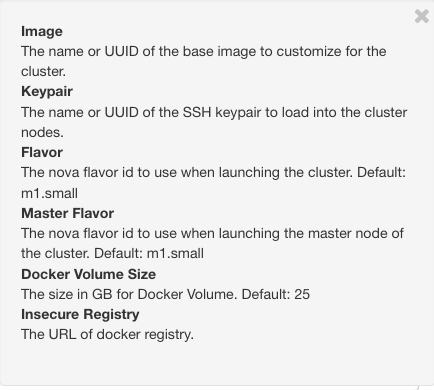 Image
The name or UUID of the base image to customize for the
cluster.
Keypair
The name or UUID of the SSH keypair to load into the cluster
nodes.
Flavor
The nova flavor id to use when launching the cluster. Default:
m1.small
Master Flavor
The nova flavor id to use when launching the master node of
the cluster. Default: m1.small
Docker Volume Size
The size in GB for Docker Volume. Default: 25
Insecure Registry
The URL of docker registry.